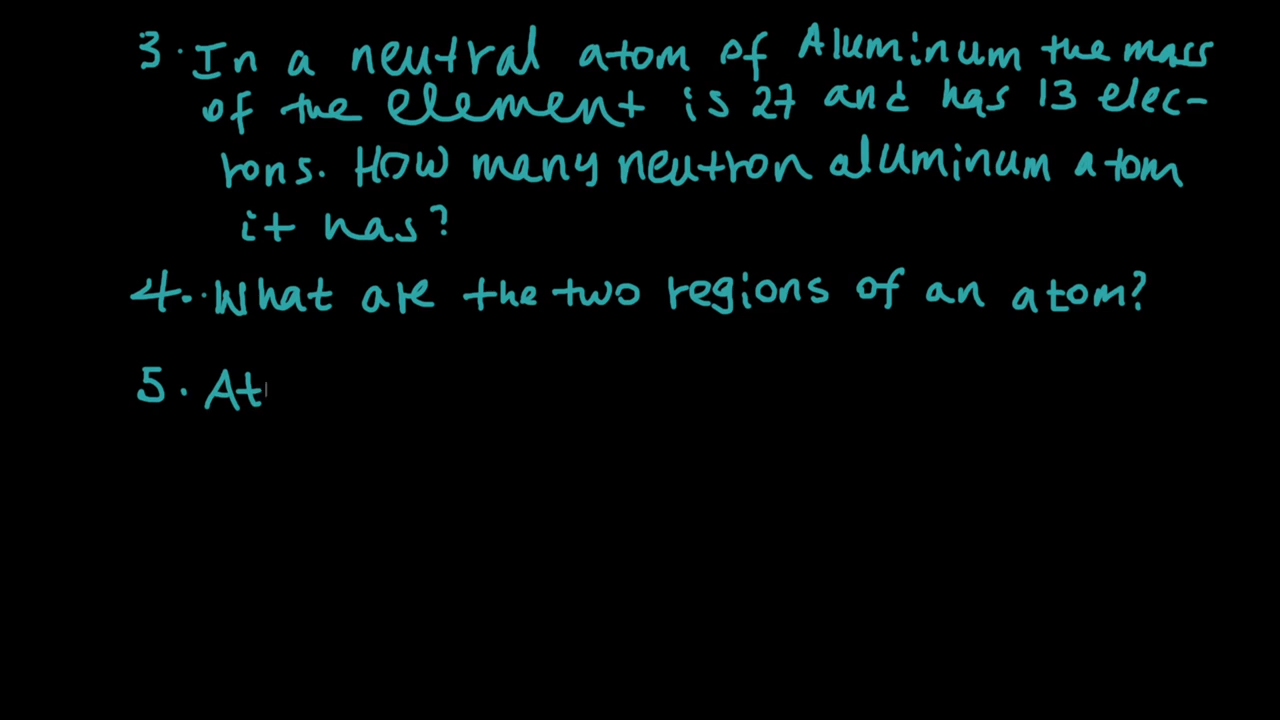 3. In a neutral atom of Aluminum the mass
of the element is 27 and has 13 elec-
rons. How many neutron aluminum atom
it has?
4. What are the two regions of an atom?
5. At